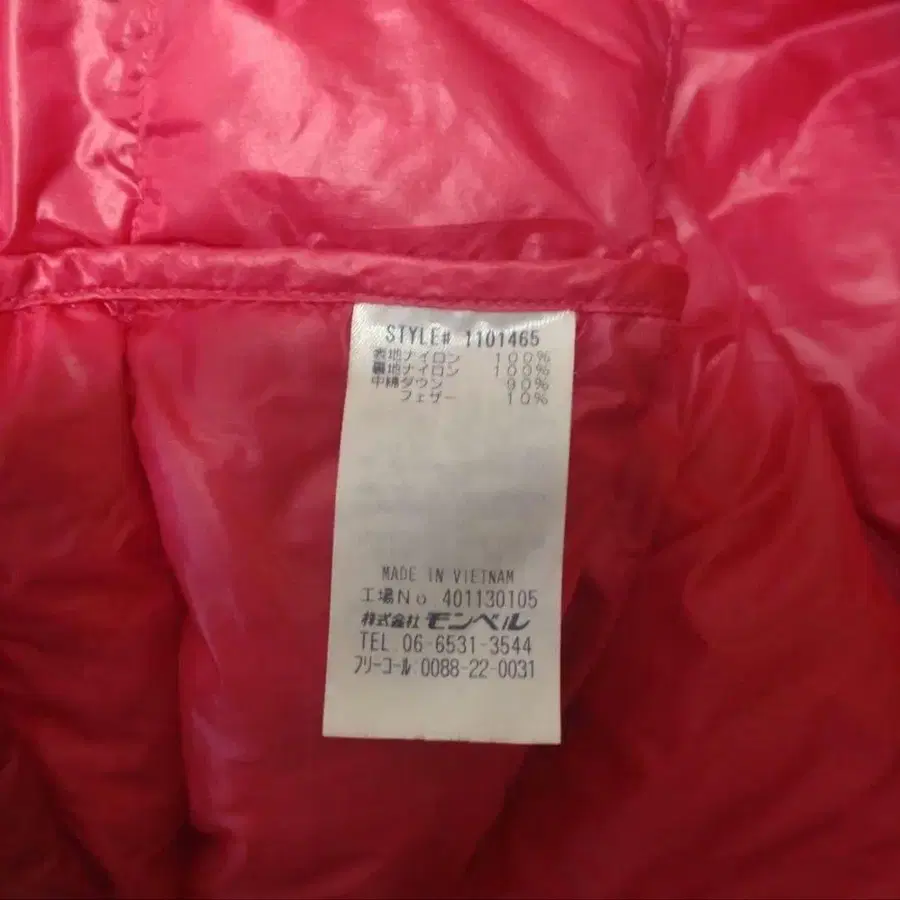 STYLE# 1101465
表地ナイロン 100%
裏地ナイロン 100%
中綿ダウン 90%
フェザー 10%
MADE IN VIETNAM
工場No 401130105
株式会社 モンベル
TEL 06-6531-3544
フリーコール 0088-22-0031